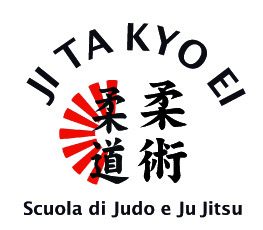 JI TA KYO EI
柔道
柔術
Scuola di Judo e Ju Jitsu